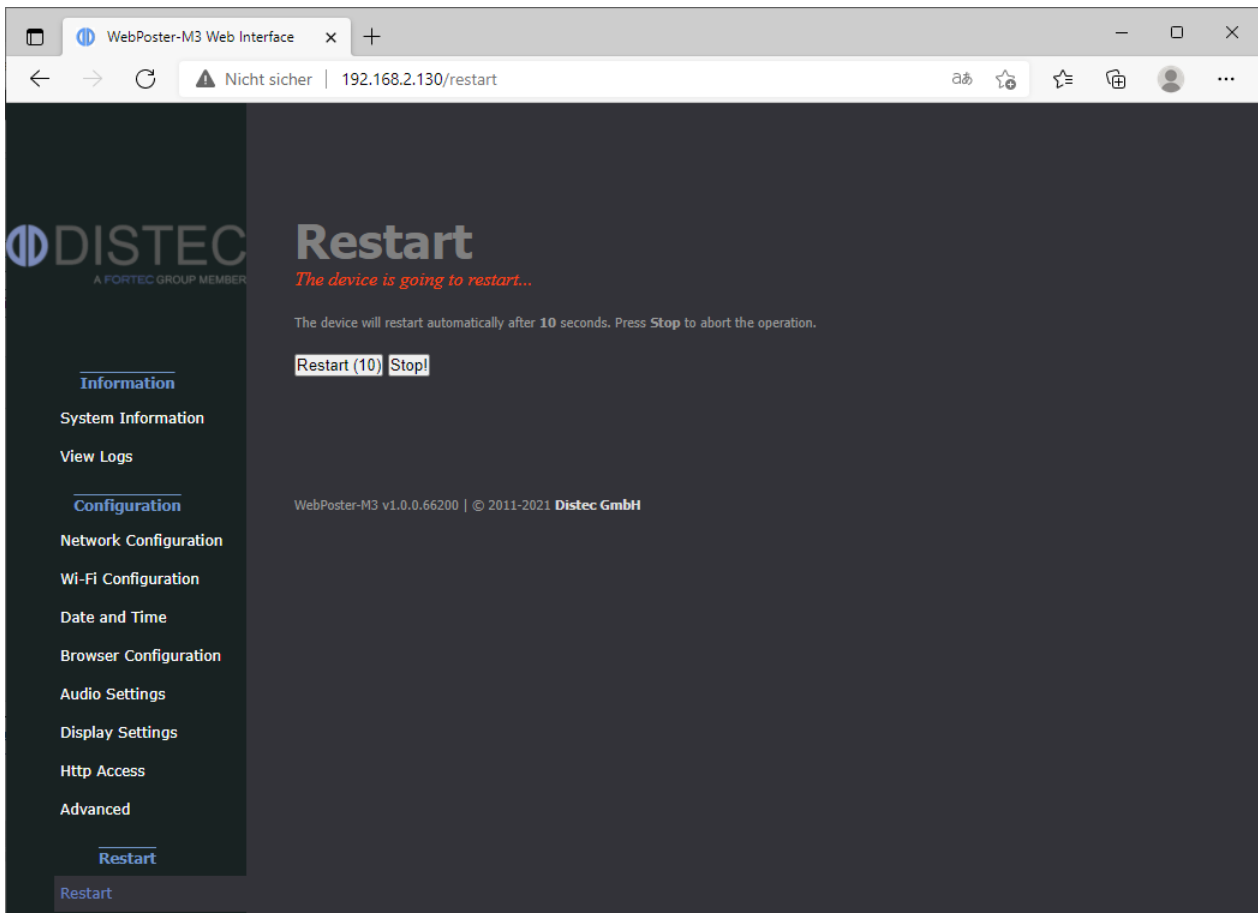 WebPoster-M3 Web Interface
Nicht sicher | 192.168.2.130/restart
aあ
DISTEC
A FORTEC GROUP MEMBER
Information
System Information
View Logs
Configuration
Network Configuration
Wi-Fi Configuration
Date and Time
Browser Configuration
Audio Settings
Display Settings
Http Access
Advanced
Restart
Restart
Restart
The device is going to restart...
The device will restart automatically after 10 seconds. Press Stop to abort the operation.
Restart (10) Stop!
WebPoster-M3 v1.0.0.66200 | © 2011-2021 Distec GmbH